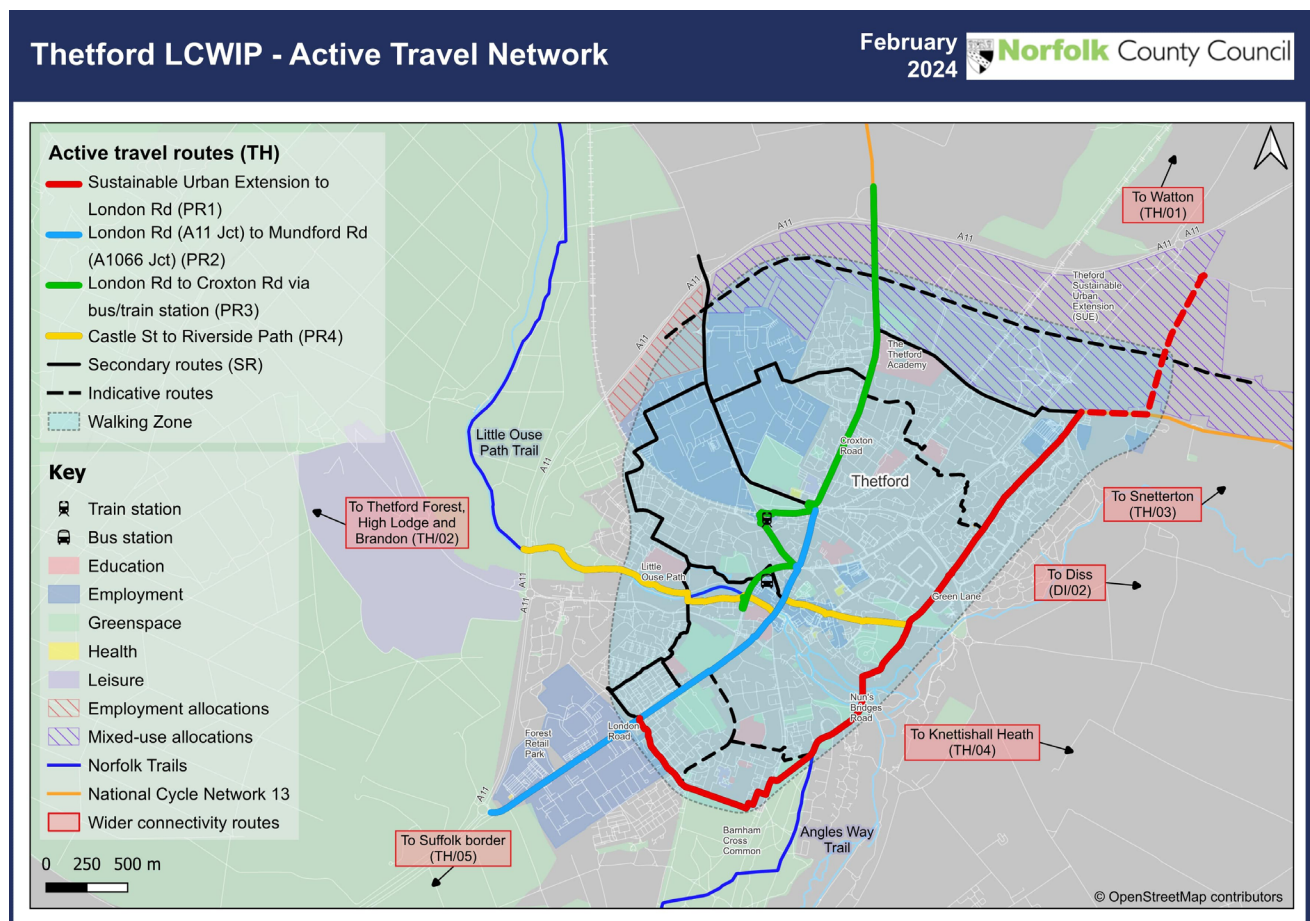 Thetford LCWIP - Active Travel Network
February
2024
Norfolk County Council
Active travel routes (TH)
Sustainable Urban Extension to
London Rd (PR1)
London Rd (A11 Jct) to Mundford Rd
(A1066 Jct) (PR2)
London Rd to Croxton Rd via
bus/train station (PR3)
Castle St to Riverside Path (PR4)
Secondary routes (SR)
Indicative routes
Walking Zone
Key
Train station
Bus station
Education
Employment
Greenspace
Health
Leisure
Employment allocations
Mixed-use allocations
Norfolk Trails
National Cycle Network 13
Wider connectivity routes
0 250 500 m
To Watton
(TH/01)
A11
A11
A11
A11
A11
A11
Theford
Sustainable
Urban
Extension
(SUE)
The
Thetford
Academy
Little Ouse
Path Trail
A11
Croxton
Road
Thetford
To Thetford Forest,
High Lodge and
Brandon (TH/02)
To Snetterton
(TH/03)
Little
Ouse Path
A11
A11
To Diss
(DI/02)
Green Lane
Nun's
Bridges
Road
London
Road
Forest
Retail
Park
To Knettishall Heath
(TH/04)
A11
To Suffolk border
(TH/05)
Barnham
Cross
Common
Angles Way
Trail
© OpenStreetMap contributors